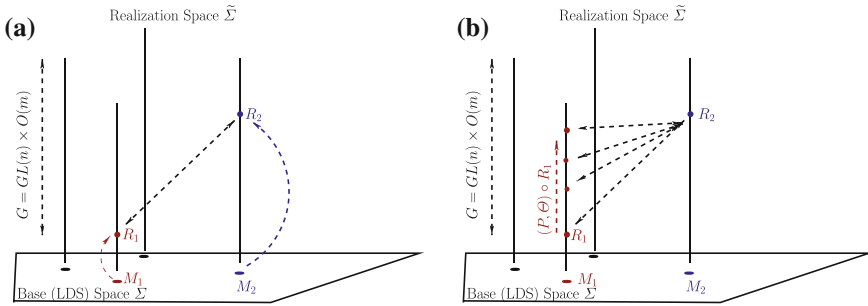 (a)
Realization Space Σ̃
G = GL(n) × O(m)
R₂
R₁
M₁
M₂
Base (LDS) Space Σ
(b)
Realization Space Σ̃
G = GL(n) × O(m)
(P, Θ) ∘ R₁
R₂
R₁
M₁
M₂
Base (LDS) Space Σ